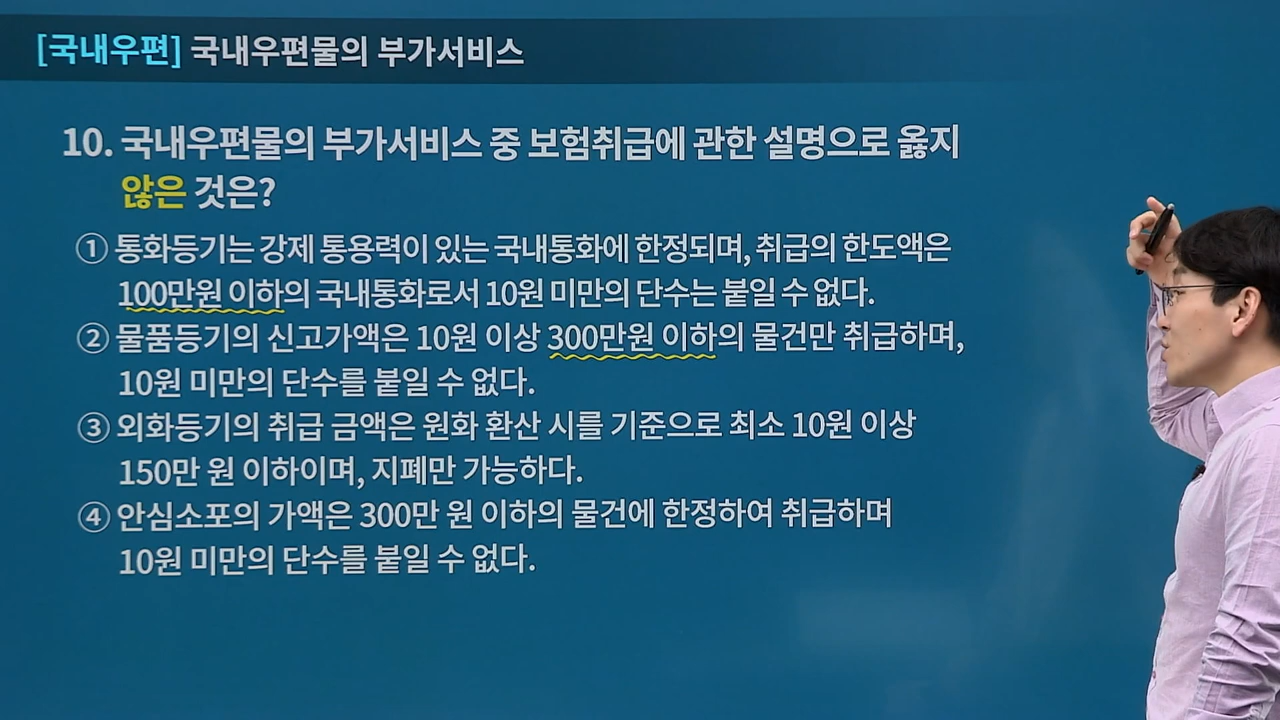 [국내우편] 국내우편물의 부가서비스
10. 국내우편물의 부가서비스 중 보험취급에 관한 설명으로 옳지
않은 것은?
① 통화등기는 강제 통용력이 있는 국내통화에 한정되며, 취급의 한도액은
100만원 이하의 국내통화로서 10원 미만의 단수는 붙일 수 없다.
② 물품등기의 신고가액은 10원 이상 300만원 이하의 물건만 취급하며,
10원 미만의 단수를 붙일 수 없다.
③ 외화등기의 취급 금액은 원화 환산 시를 기준으로 최소 10원 이상
150만 원 이하이며, 지폐만 가능하다.
④ 안심소포의 가액은 300만 원 이하의 물건에 한정하여 취급하며
10원 미만의 단수를 붙일 수 없다.